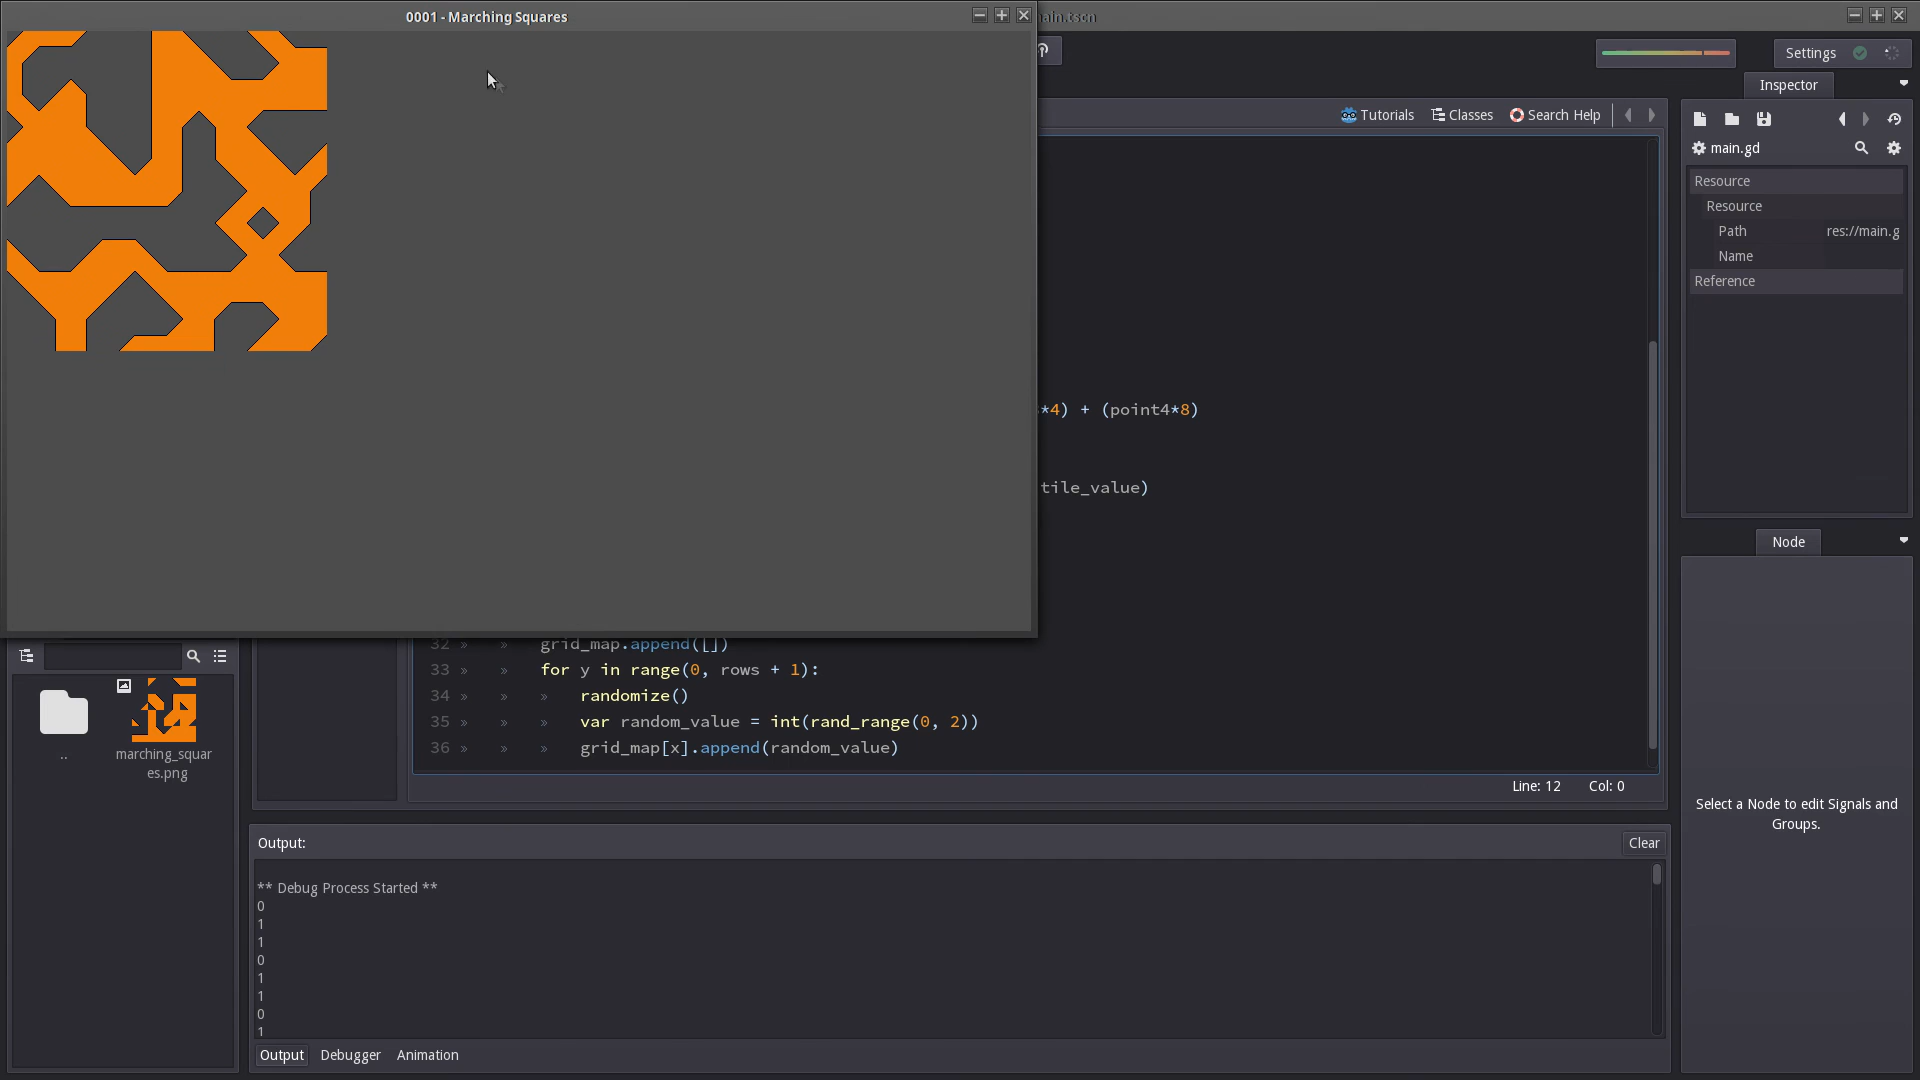 0001 - Marching Squares
main.tscn
Settings
Inspector
Tutorials Classes Search Help
main.gd
Resource
Resource
Path res://main.g
Name
Reference
*4) + (point4*8)
tile_value)
Node
Select a Node to edit Signals and
Groups.
32 » » grid_map.append([])
33 » » for y in range(0, rows + 1):
34 » » » randomize()
35 » » » var random_value = int(rand_range(0, 2))
36 » » » grid_map[x].append(random_value)
Line: 12 Col: 0
..
marching_squar
es.png
Output:
Clear
** Debug Process Started **
0
1
1
0
1
1
0
1
Output Debugger Animation